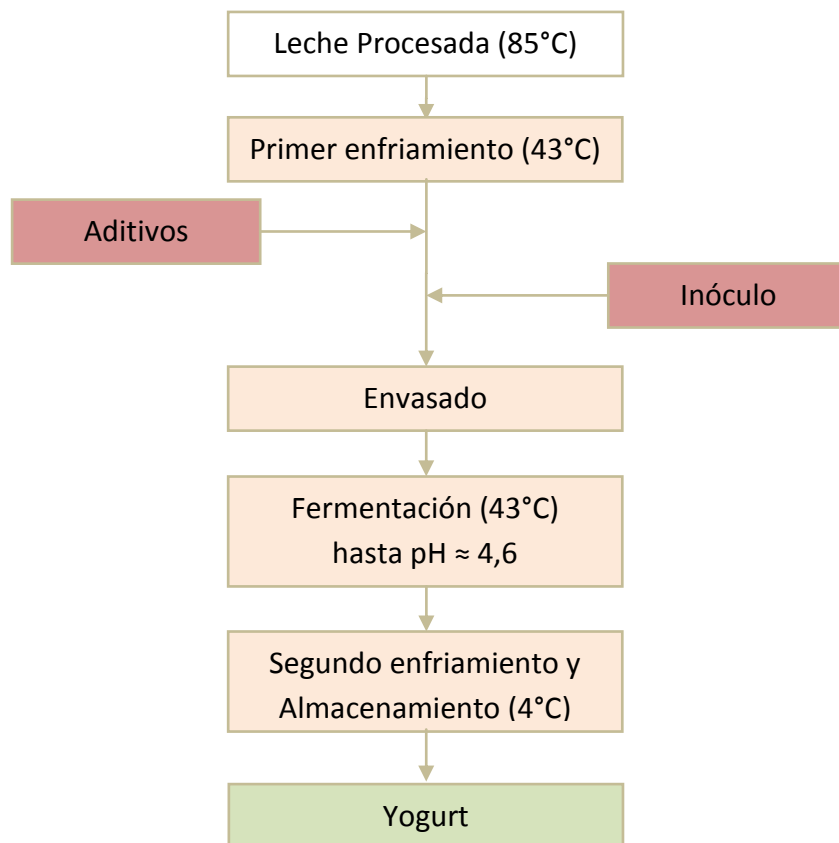 Leche Procesada (85°C)
Primer enfriamiento (43°C)
Aditivos
Inóculo
Envasado
Fermentación (43°C)
hasta pH ≈ 4,6
Segundo enfriamiento y
Almacenamiento (4°C)
Yogurt